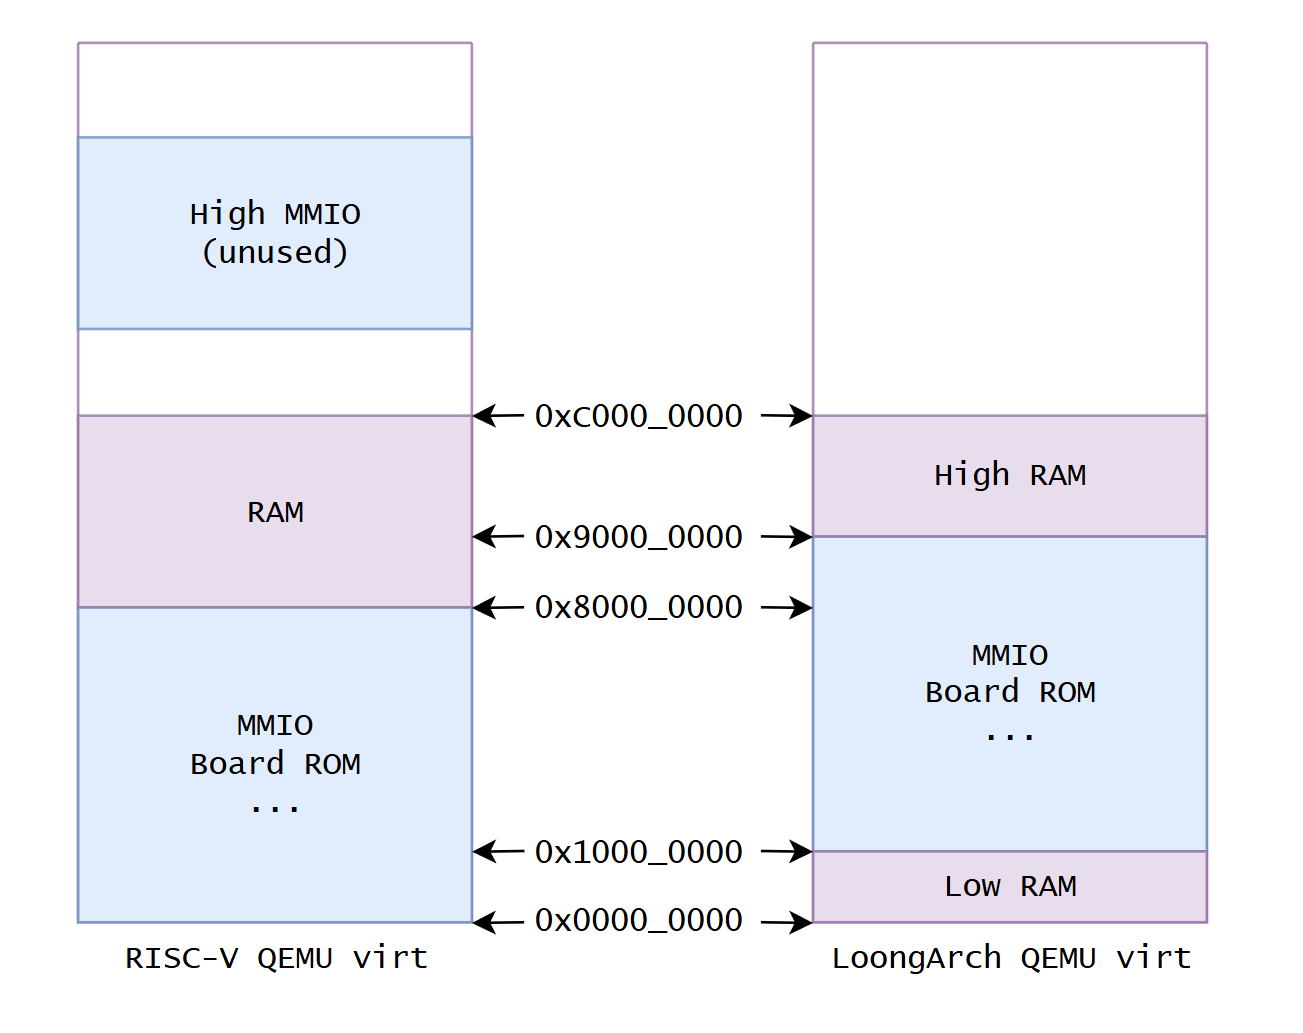 High MMIO
(unused)
RAM
MMIO
Board ROM
...
RISC-V QEMU virt
0xC000_0000
0x9000_0000
0x8000_0000
0x1000_0000
0x0000_0000
High RAM
MMIO
Board ROM
...
Low RAM
LoongArch QEMU virt